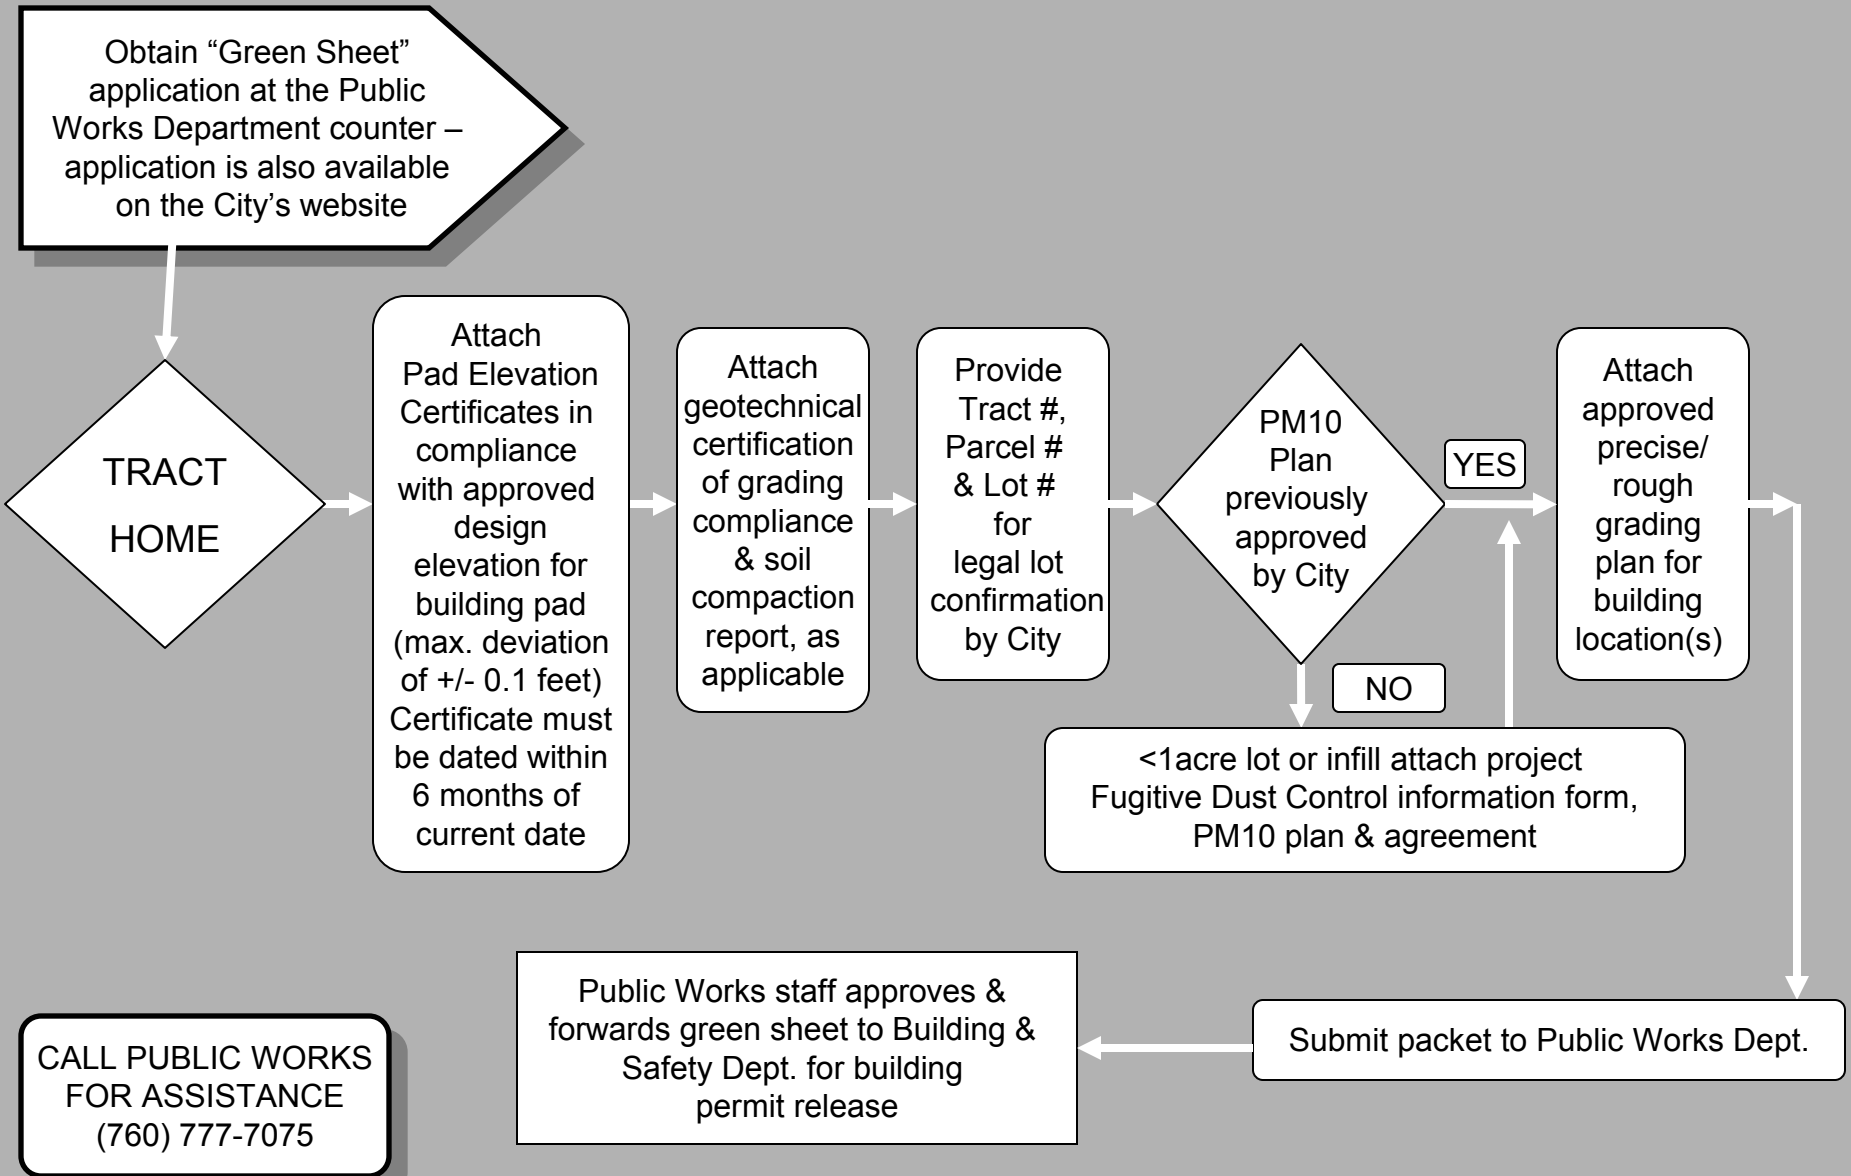 Obtain “Green Sheet”
application at the Public
Works Department counter –
application is also available
on the City’s website
TRACT
HOME
Attach
Pad Elevation
Certificates in
compliance
with approved
design
elevation for
building pad
(max. deviation
of +/- 0.1 feet)
Certificate must
be dated within
6 months of
current date
Attach
geotechnical
certification
of grading
compliance
& soil
compaction
report, as
applicable
Provide
Tract #,
Parcel #
& Lot #
for
legal lot
confirmation
by City
PM10
Plan
previously
approved
by City
YES
NO
<1acre lot or infill attach project
Fugitive Dust Control information form,
PM10 plan & agreement
Attach
approved
precise/
rough
grading
plan for
building
location(s)
Submit packet to Public Works Dept.
Public Works staff approves &
forwards green sheet to Building &
Safety Dept. for building
permit release
CALL PUBLIC WORKS
FOR ASSISTANCE
(760) 777-7075